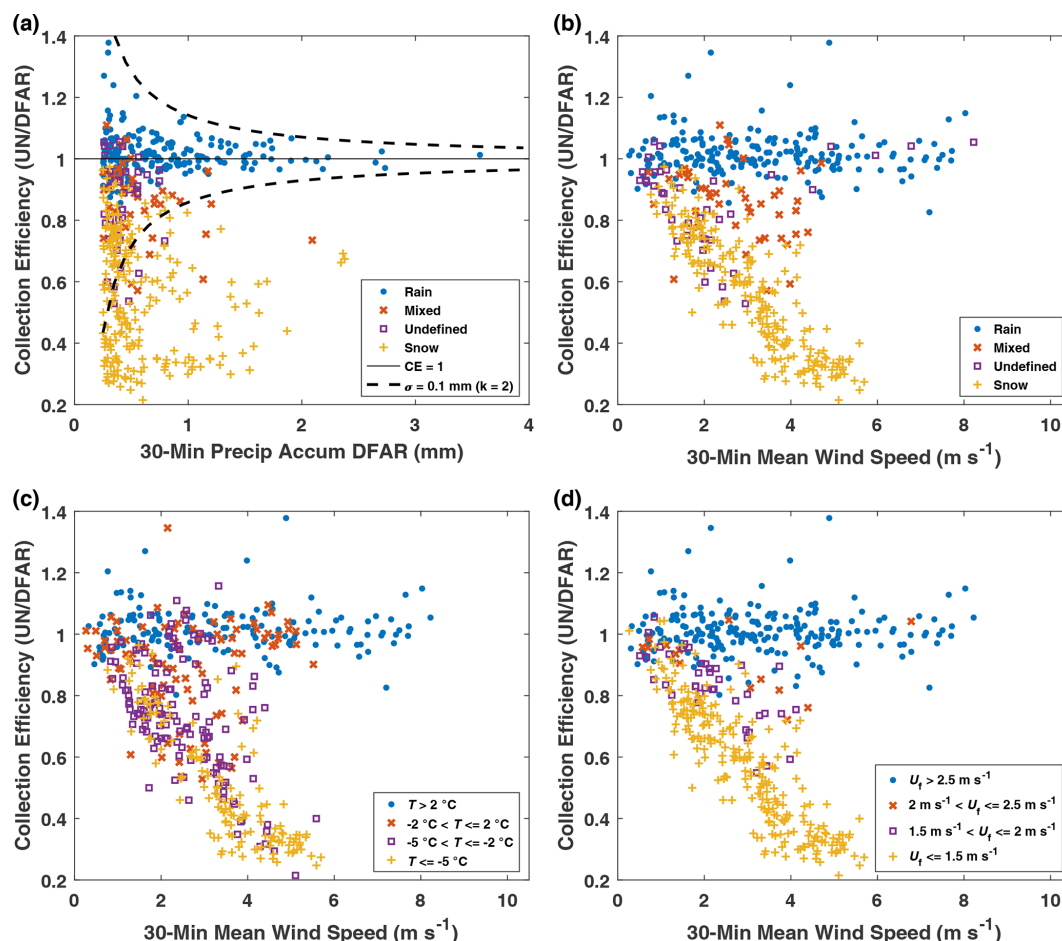 (a)
1.4
1.2
1
0.8
0.6
0.4
0.2
Collection Efficiency (UN/DFAR)
0 1 2 3 4
30-Min Precip Accum DFAR (mm)
Rain
Mixed
Undefined
Snow
CE = 1
σ = 0.1 mm (k = 2)
(b)
1.4
1.2
1
0.8
0.6
0.4
0.2
Collection Efficiency (UN/DFAR)
0 2 4 6 8 10
30-Min Mean Wind Speed (m s⁻¹)
Rain
Mixed
Undefined
Snow
(c)
1.4
1.2
1
0.8
0.6
0.4
0.2
Collection Efficiency (UN/DFAR)
0 2 4 6 8 10
30-Min Mean Wind Speed (m s⁻¹)
T > 2 °C
-2 °C < T <= 2 °C
-5 °C < T <= -2 °C
T <= -5 °C
(d)
1.4
1.2
1
0.8
0.6
0.4
0.2
Collection Efficiency (UN/DFAR)
0 2 4 6 8 10
30-Min Mean Wind Speed (m s⁻¹)
U_f > 2.5 m s⁻¹
2 m s⁻¹ < U_f <= 2.5 m s⁻¹
1.5 m s⁻¹ < U_f <= 2 m s⁻¹
U_f <= 1.5 m s⁻¹